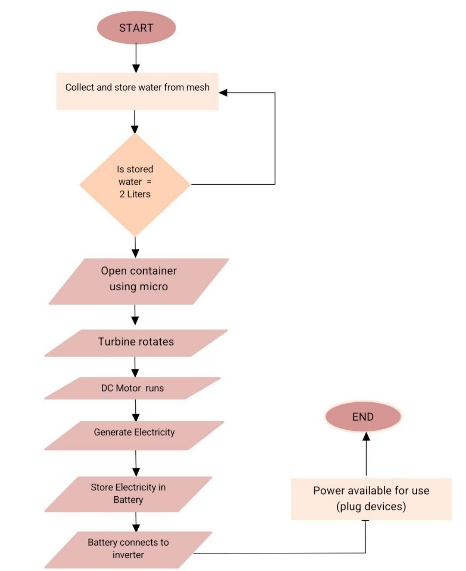 START
Collect and store water from mesh
Is stored
water =
2 Liters
Open container
using micro
Turbine rotates
DC Motor runs
Generate Electricity
Store Electricity in
Battery
Battery connects to
inverter
END
Power available for use
(plug devices)